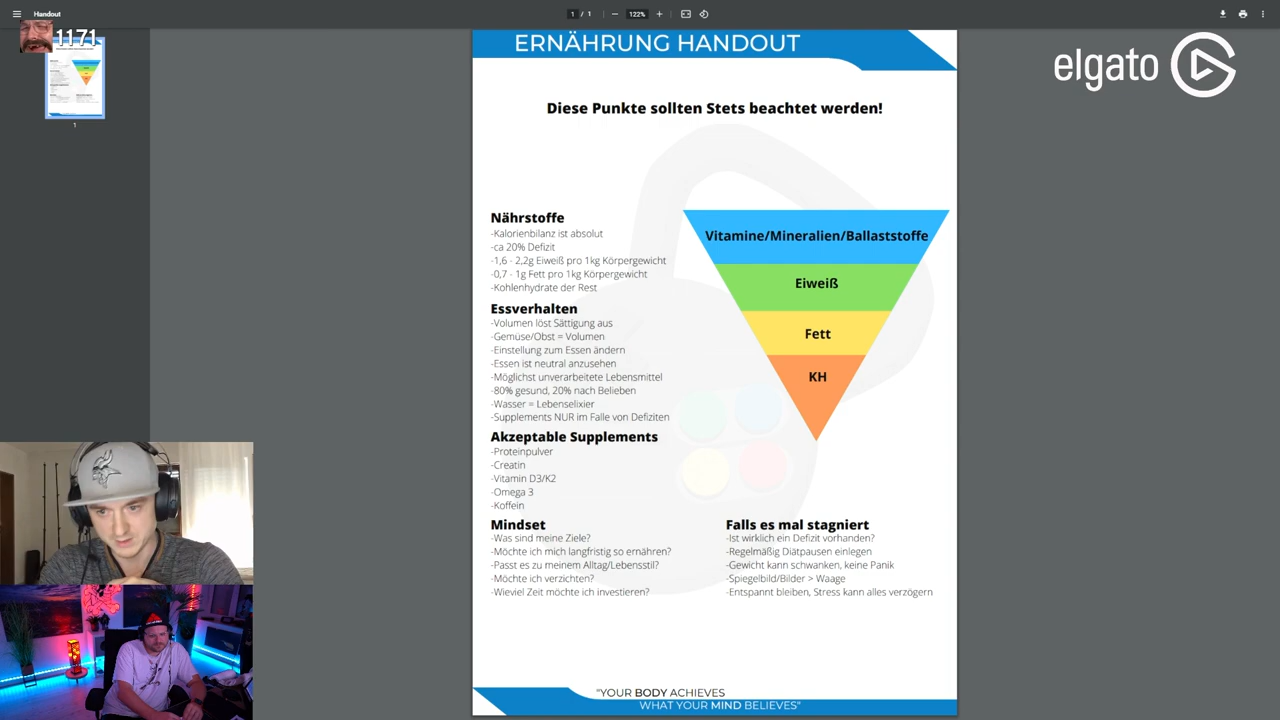 Handout
1 / 1
122%
1171
1
elgato
ERNÄHRUNG HANDOUT
Diese Punkte sollten Stets beachtet werden!
Nährstoffe
-Kalorienbilanz ist absolut
-ca 20% Defizit
-1,6 - 2,2g Eiweiß pro 1kg Körpergewicht
-0,7 - 1g Fett pro 1kg Körpergewicht
-Kohlenhydrate der Rest
Essverhalten
-Volumen löst Sättigung aus
-Gemüse/Obst = Volumen
-Einstellung zum Essen ändern
-Essen ist neutral anzusehen
-Möglichst unverarbeitete Lebensmittel
-80% gesund, 20% nach Belieben
-Wasser = Lebenselixier
-Supplements NUR im Falle von Defiziten
Vitamine/Mineralien/Ballaststoffe
Eiweiß
Fett
KH
Akzeptable Supplements
-Proteinpulver
-Creatin
-Vitamin D3/K2
-Omega 3
-Koffein
Mindset
-Was sind meine Ziele?
-Möchte ich mich langfristig so ernähren?
-Passt es zu meinem Alltag/Lebensstil?
-Möchte ich verzichten?
-Wieviel Zeit möchte ich investieren?
Falls es mal stagniert
-Ist wirklich ein Defizit vorhanden?
-Regelmäßig Diätpausen einlegen
-Gewicht kann schwanken, keine Panik
-Spiegelbild/Bilder > Waage
-Entspannt bleiben, Stress kann alles verzögern
"YOUR BODY ACHIEVES
WHAT YOUR MIND BELIEVES"